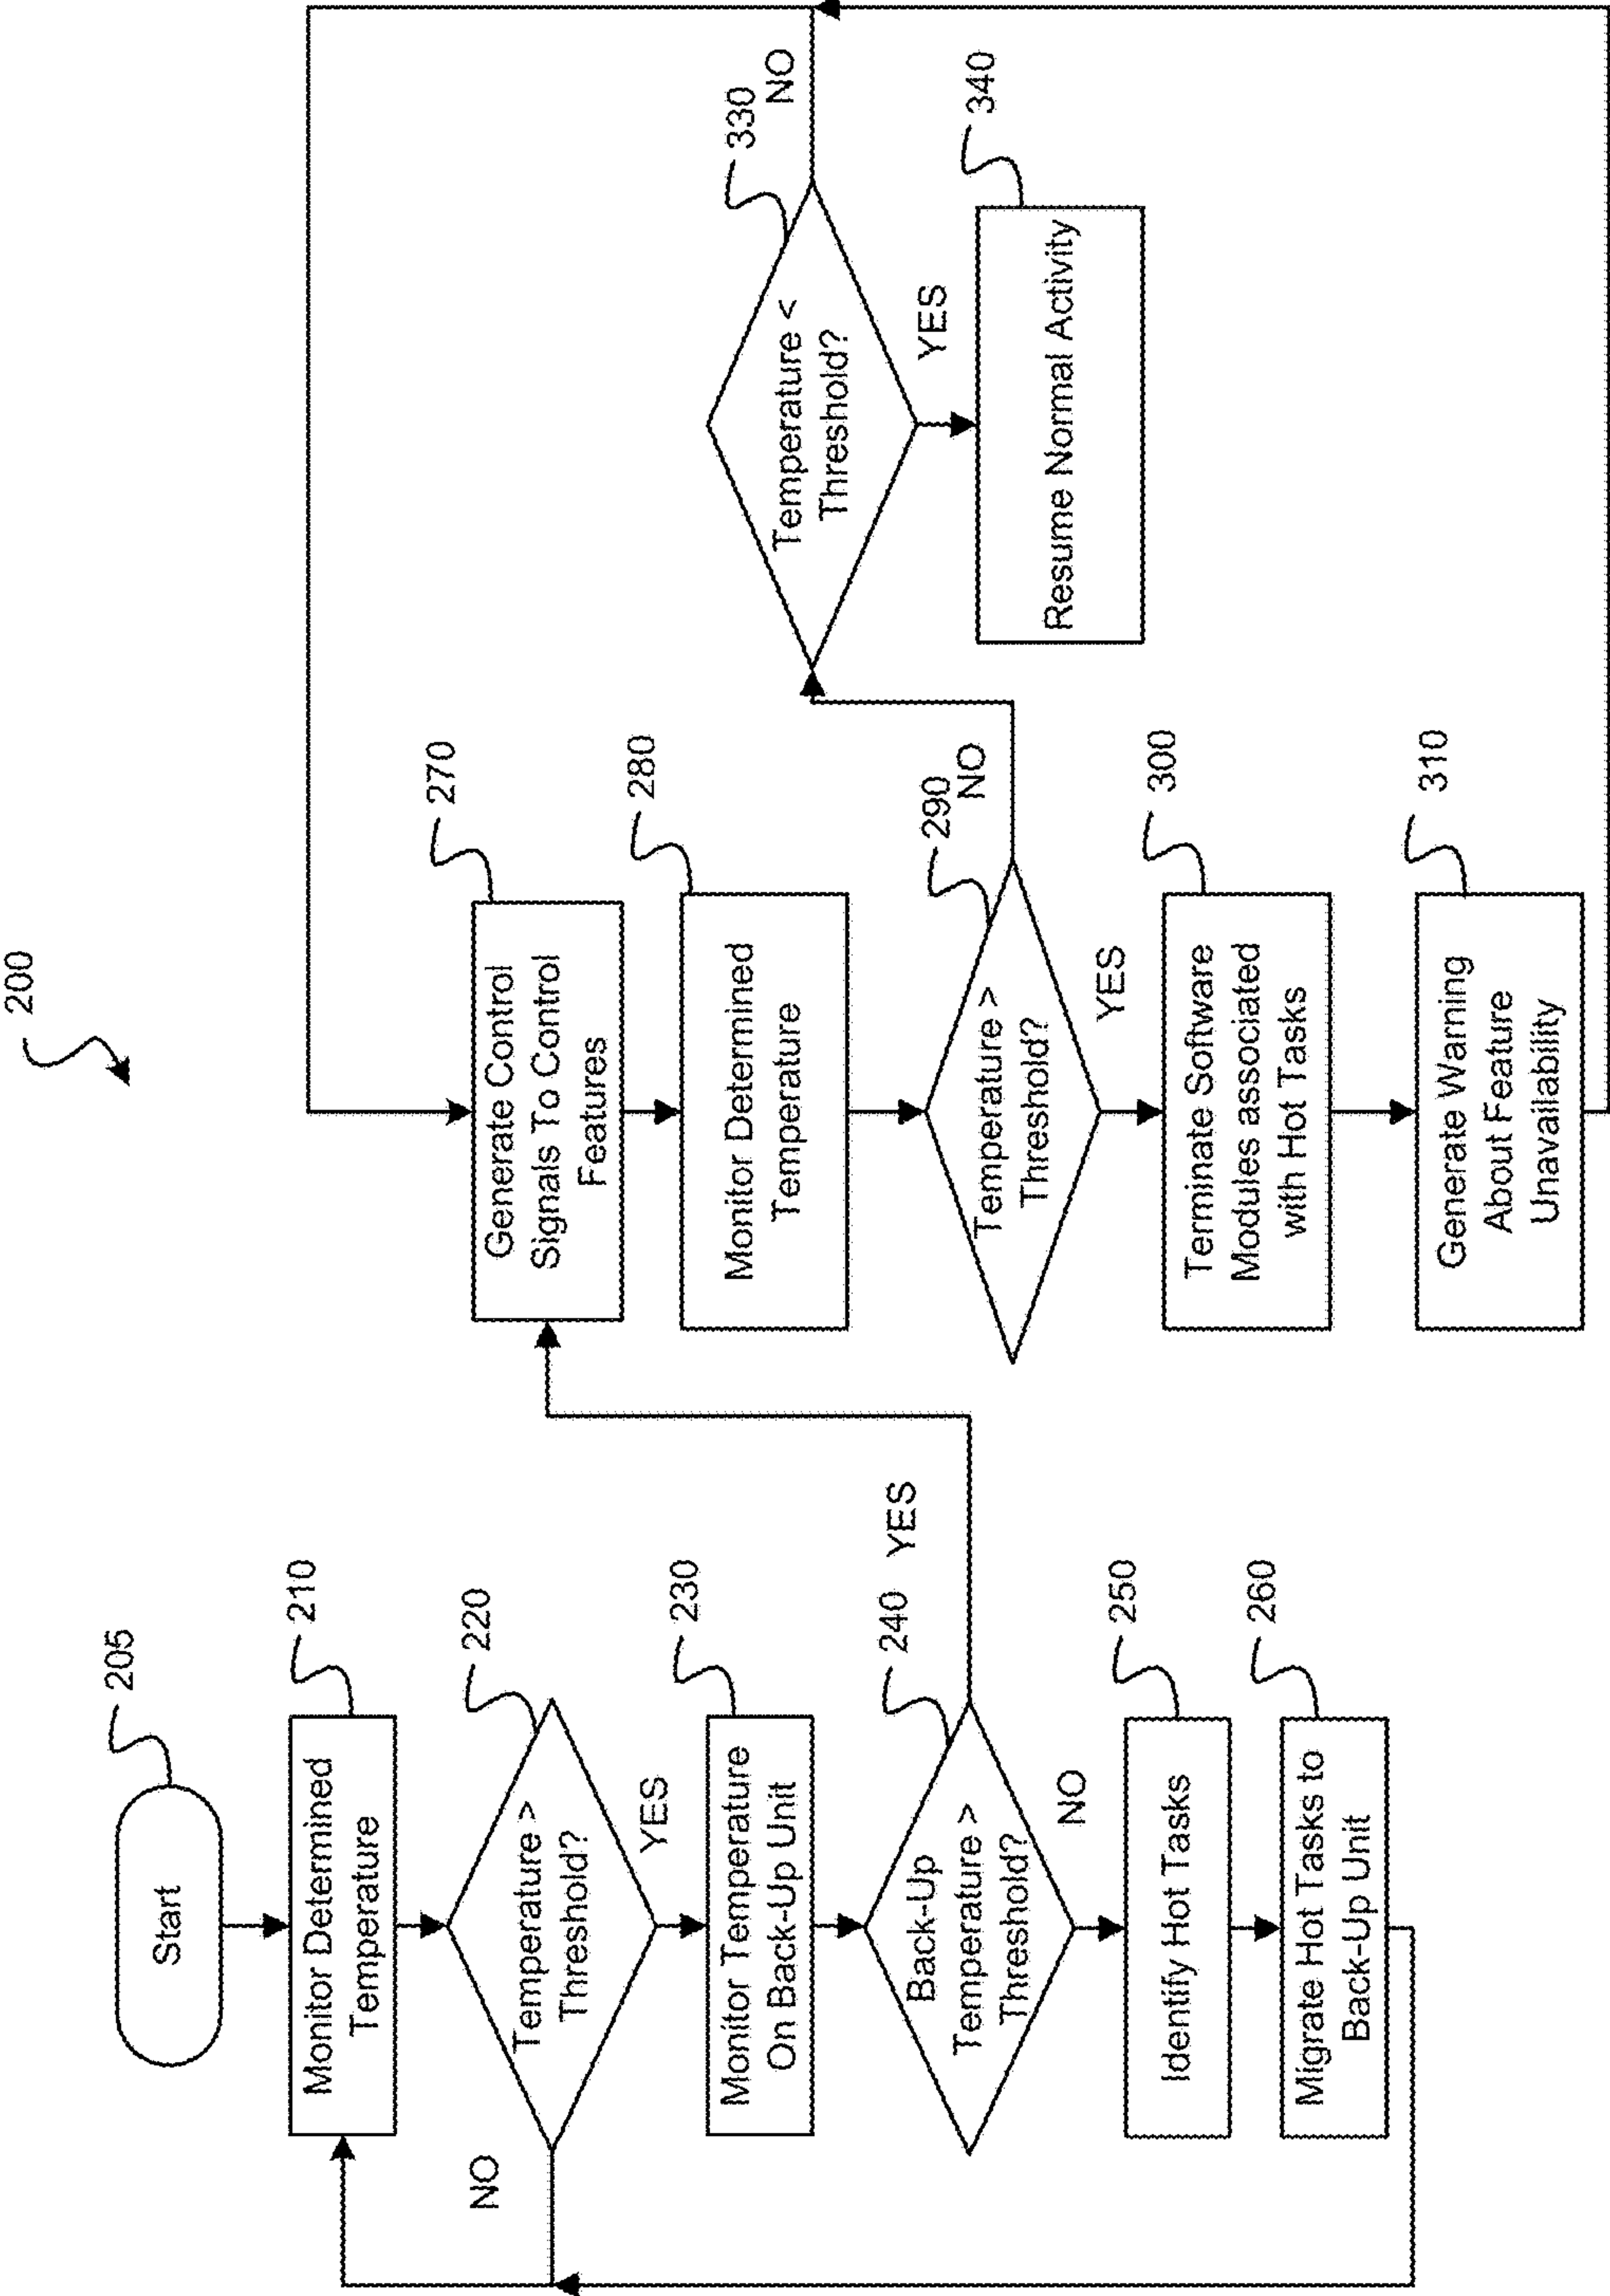 200
205
Start
210
Monitor Determined
Temperature
220
Temperature >
Threshold?
NO
YES
230
Monitor Temperature
On Back-Up Unit
240
YES
Back-Up
Temperature >
Threshold?
NO
250
Identify Hot Tasks
260
Migrate Hot Tasks to
Back-Up Unit
270
Generate Control
Signals To Control
Features
280
Monitor Determined
Temperature
290
NO
Temperature >
Threshold?
YES
300
Terminate Software
Modules associated
with Hot Tasks
310
Generate Warning
About Feature
Unavailability
330
NO
Temperature <
Threshold?
YES
340
Resume Normal Activity